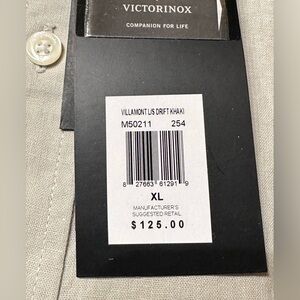 VICTORINOX
COMPANION FOR LIFE
VILLAMONT L/S DRIFT KHAKI
M50211 254
8 27663 61291 9
XL
MANUFACTURER'S
SUGGESTED RETAIL
$125.00